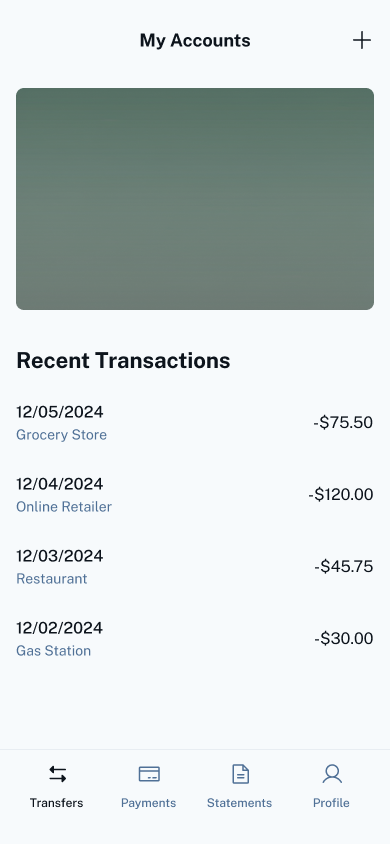 My Accounts
Recent Transactions
12/05/2024
Grocery Store
-$75.50
12/04/2024
Online Retailer
-$120.00
12/03/2024
Restaurant
-$45.75
12/02/2024
Gas Station
-$30.00
Transfers Payments Statements Profile